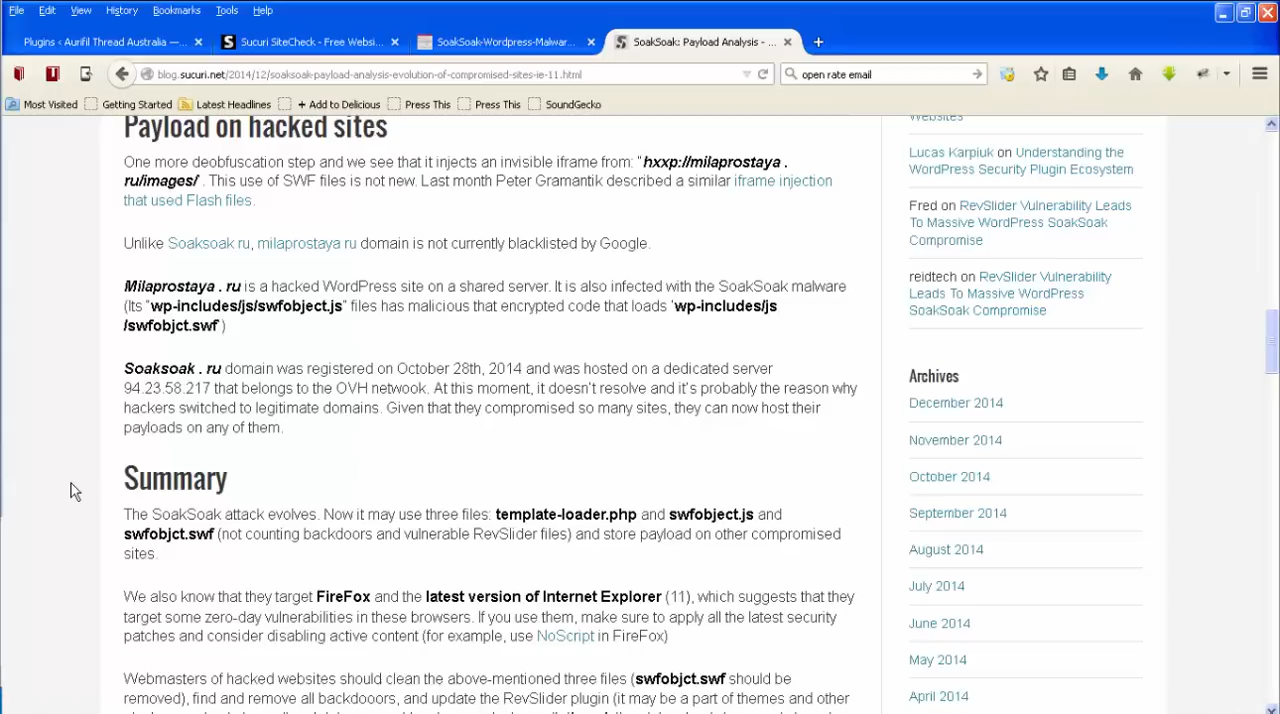 File Edit View History Bookmarks Tools Help
Plugins ‹ Aurifil Thread Australia —... Sucuri SiteCheck - Free Websi... SoakSoak-Wordpress-Malwar... SoakSoak: Payload Analysis - ...
blog.sucuri.net/2014/12/soaksoak-payload-analysis-evolution-of-compromised-sites-ie-11.html open rate email
Most Visited Getting Started Latest Headlines + Add to Delicious Press This Press This SoundGecko
Payload on hacked sites
One more deobfuscation step and we see that it injects an invisible iframe from: "hxxp://milaprostaya .
ru/images/ . This use of SWF files is not new. Last month Peter Gramantik described a similar iframe injection
that used Flash files.
Unlike Soaksoak ru, milaprostaya ru domain is not currently blacklisted by Google.
Milaprostaya . ru is a hacked WordPress site on a shared server. It is also infected with the SoakSoak malware
(Its "wp-includes/js/swfobject.js" files has malicious that encrypted code that loads 'wp-includes/js
/swfobjct.swf')
Soaksoak . ru domain was registered on October 28th, 2014 and was hosted on a dedicated server
94.23.58.217 that belongs to the OVH netwook. At this moment, it doesn't resolve and it's probably the reason why
hackers switched to legitimate domains. Given that they compromised so many sites, they can now host their
payloads on any of them.
Summary
The SoakSoak attack evolves. Now it may use three files: template-loader.php and swfobject.js and
swfobjct.swf (not counting backdoors and vulnerable RevSlider files) and store payload on other compromised
sites.
We also know that they target FireFox and the latest version of Internet Explorer (11), which suggests that they
target some zero-day vulnerabilities in these browsers. If you use them, make sure to apply all the latest security
patches and consider disabling active content (for example, use NoScript in FireFox)
Webmasters of hacked websites should clean the above-mentioned three files (swfobjct.swf should be
removed), find and remove all backdooors, and update the RevSlider plugin (it may be a part of themes and other
Websites
Lucas Karpiuk on Understanding the
WordPress Security Plugin Ecosystem
Fred on RevSlider Vulnerability Leads
To Massive WordPress SoakSoak
Compromise
reidtech on RevSlider Vulnerability
Leads To Massive WordPress
SoakSoak Compromise
Archives
December 2014
November 2014
October 2014
September 2014
August 2014
July 2014
June 2014
May 2014
April 2014